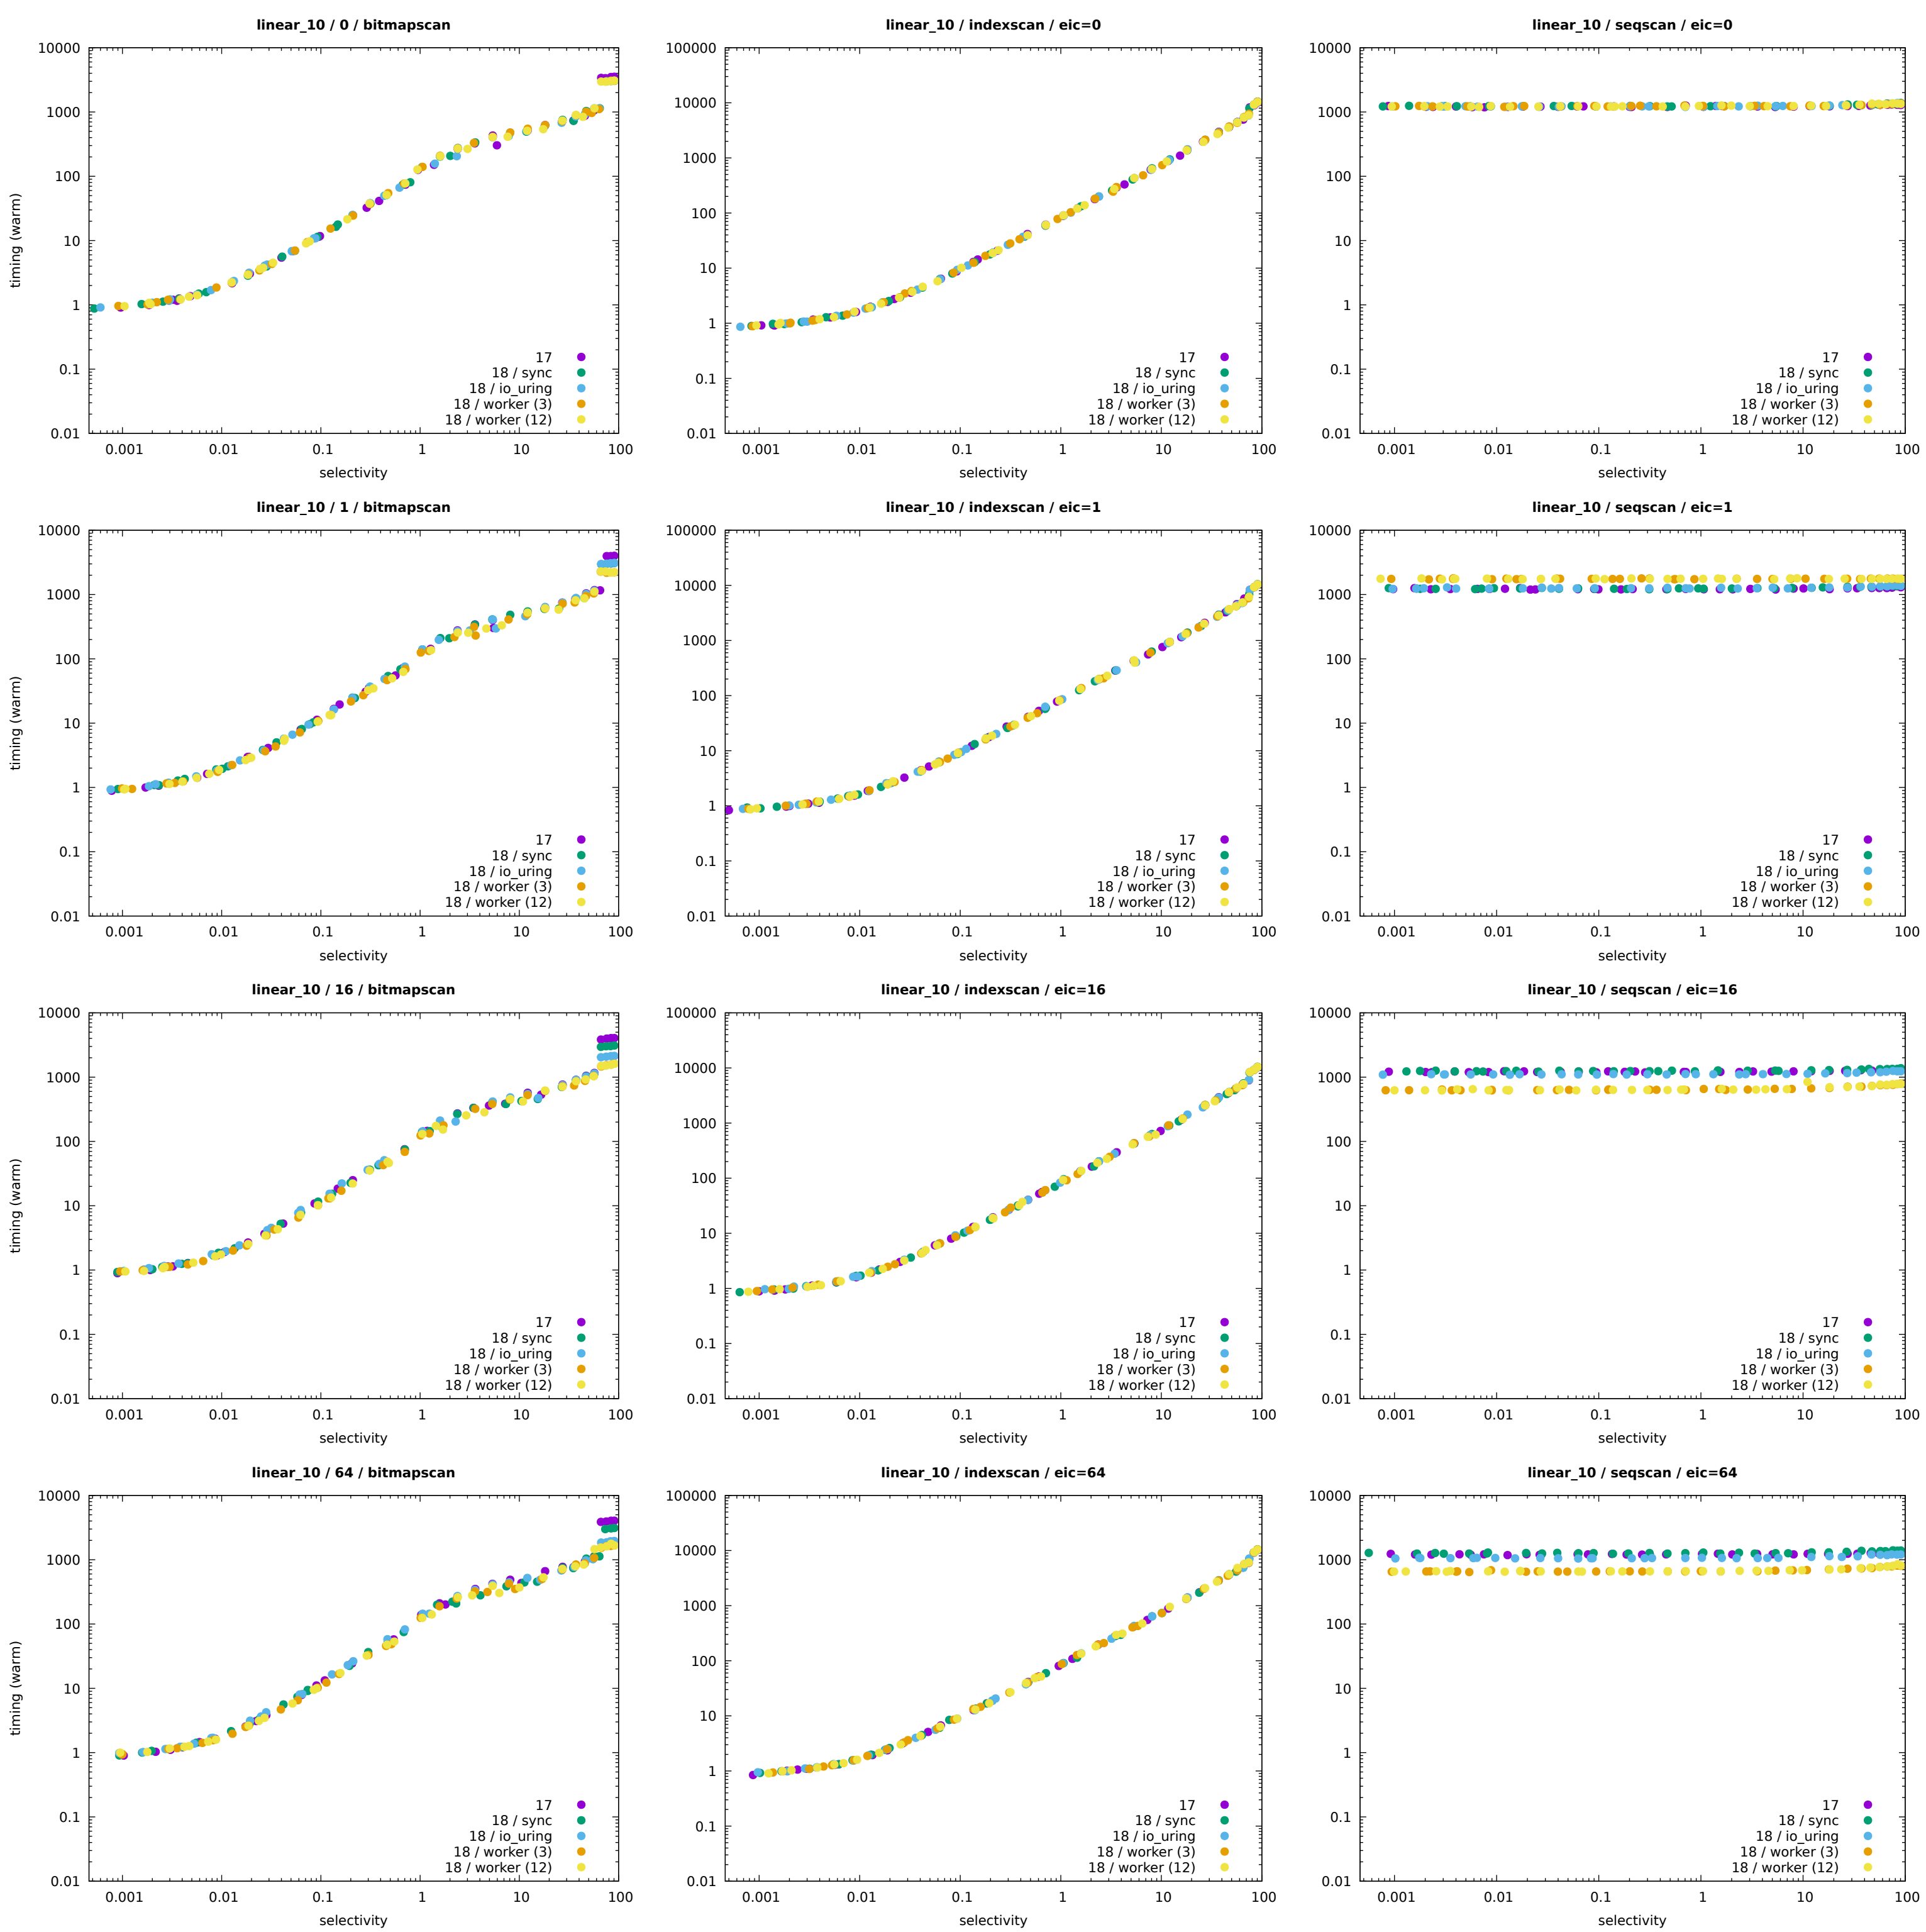 linear_10 / 0 / bitmapscan
10000
1000
100
10
1
0.1
0.01
timing (warm)
17
18 / sync
18 / io_uring
18 / worker (3)
18 / worker (12)
0.001 0.01 0.1 1 10 100
selectivity
linear_10 / indexscan / eic=0
100000
10000
1000
100
10
1
0.1
0.01
17
18 / sync
18 / io_uring
18 / worker (3)
18 / worker (12)
0.001 0.01 0.1 1 10 100
selectivity
linear_10 / seqscan / eic=0
10000
1000
100
10
1
0.1
0.01
17
18 / sync
18 / io_uring
18 / worker (3)
18 / worker (12)
0.001 0.01 0.1 1 10 100
selectivity
linear_10 / 1 / bitmapscan
10000
1000
100
10
1
0.1
0.01
timing (warm)
17
18 / sync
18 / io_uring
18 / worker (3)
18 / worker (12)
0.001 0.01 0.1 1 10 100
selectivity
linear_10 / indexscan / eic=1
100000
10000
1000
100
10
1
0.1
0.01
17
18 / sync
18 / io_uring
18 / worker (3)
18 / worker (12)
0.001 0.01 0.1 1 10 100
selectivity
linear_10 / seqscan / eic=1
10000
1000
100
10
1
0.1
0.01
17
18 / sync
18 / io_uring
18 / worker (3)
18 / worker (12)
0.001 0.01 0.1 1 10 100
selectivity
linear_10 / 16 / bitmapscan
10000
1000
100
10
1
0.1
0.01
timing (warm)
17
18 / sync
18 / io_uring
18 / worker (3)
18 / worker (12)
0.001 0.01 0.1 1 10 100
selectivity
linear_10 / indexscan / eic=16
100000
10000
1000
100
10
1
0.1
0.01
17
18 / sync
18 / io_uring
18 / worker (3)
18 / worker (12)
0.001 0.01 0.1 1 10 100
selectivity
linear_10 / seqscan / eic=16
10000
1000
100
10
1
0.1
0.01
17
18 / sync
18 / io_uring
18 / worker (3)
18 / worker (12)
0.001 0.01 0.1 1 10 100
selectivity
linear_10 / 64 / bitmapscan
10000
1000
100
10
1
0.1
0.01
timing (warm)
17
18 / sync
18 / io_uring
18 / worker (3)
18 / worker (12)
0.001 0.01 0.1 1 10 100
selectivity
linear_10 / indexscan / eic=64
100000
10000
1000
100
10
1
0.1
0.01
17
18 / sync
18 / io_uring
18 / worker (3)
18 / worker (12)
0.001 0.01 0.1 1 10 100
selectivity
linear_10 / seqscan / eic=64
10000
1000
100
10
1
0.1
0.01
17
18 / sync
18 / io_uring
18 / worker (3)
18 / worker (12)
0.001 0.01 0.1 1 10 100
selectivity